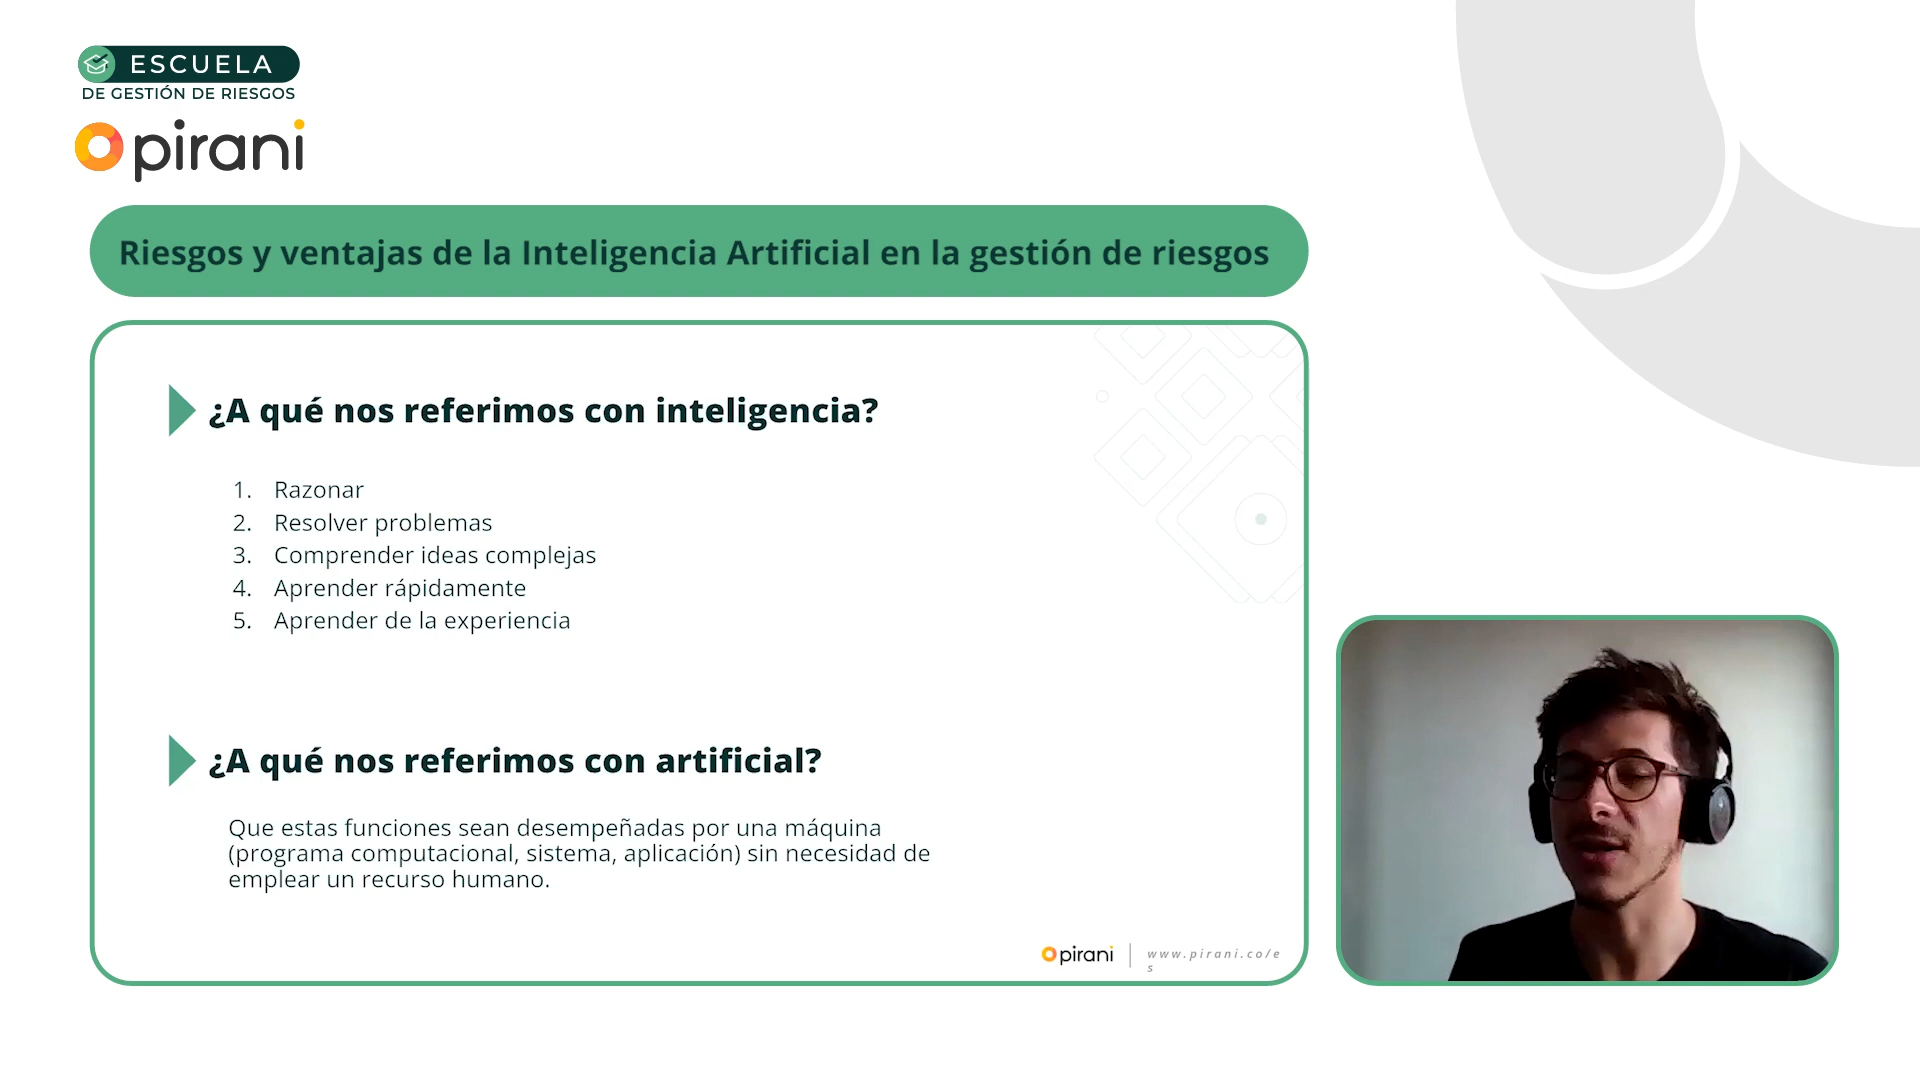 ESCUELA
DE GESTIÓN DE RIESGOS
pirani
Riesgos y ventajas de la Inteligencia Artificial en la gestión de riesgos
¿A qué nos referimos con inteligencia?
1. Razonar
2. Resolver problemas
3. Comprender ideas complejas
4. Aprender rápidamente
5. Aprender de la experiencia
¿A qué nos referimos con artificial?
Que estas funciones sean desempeñadas por una máquina
(programa computacional, sistema, aplicación) sin necesidad de
emplear un recurso humano.
pirani
www.pirani.co/e
s